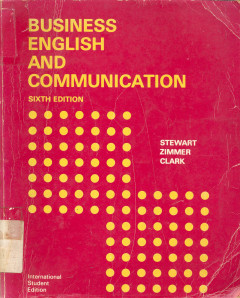 BUSINESS
ENGLISH
AND
COMMUNICATION
SIXTH EDITION
STEWART
ZIMMER
CLARK
International
Student
Edition